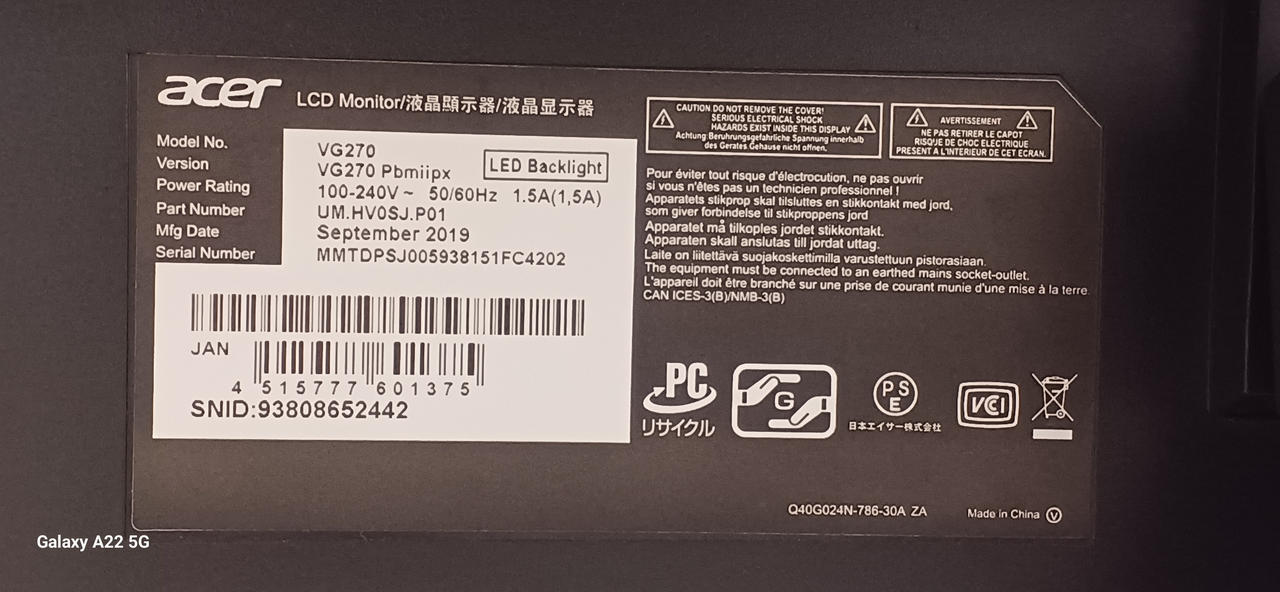 acer LCD Monitor/液晶顯示器/液晶显示器
Model No. VG270
Version VG270 Pbmiipx
LED Backlight
Power Rating 100-240V ~ 50/60Hz 1.5A(1,5A)
Part Number UM.HV0SJ.P01
Mfg Date September 2019
Serial Number MMTDPSJ005938151FC4202
JAN
4 515777 601375
SNID:93808652442
CAUTION DO NOT REMOVE THE COVER!
SERIOUS ELECTRICAL SHOCK
HAZARDS EXIST INSIDE THIS DISPLAY
Achtung:Beruhrungsgefahrliche Spannung innerhalb
des Gerates.Gehause nicht offnen.
AVERTISSEMENT
NE PAS RETIRER LE CAPOT
RISQUE DE CHOC ELECTRIQUE
PRESENT A L'INTERIEUR DE CET ECRAN.
Pour éviter tout risque d'électrocution, ne pas ouvrir
si vous n'êtes pas un technicien professionnel !
Apparatets stikprop skal tilsluttes en stikkontakt med jord,
som giver forbindelse til stikproppens jord
Apparatet må tilkoples jordet stikkontakt.
Apparaten skall anslutas till jordat uttag.
Laite on liitettävä suojakoskettimilla varustettuun pistorasiaan.
The equipment must be connected to an earthed mains socket-outlet.
L'appareil doit être branché sur une prise de courant munie d'une mise à la terre.
CAN ICES-3(B)/NMB-3(B)
PC
リサイクル
G
PS
E
日本エイサー株式会社
VCI
Q40G024N-786-30A ZA
Made in China V
Galaxy A22 5G